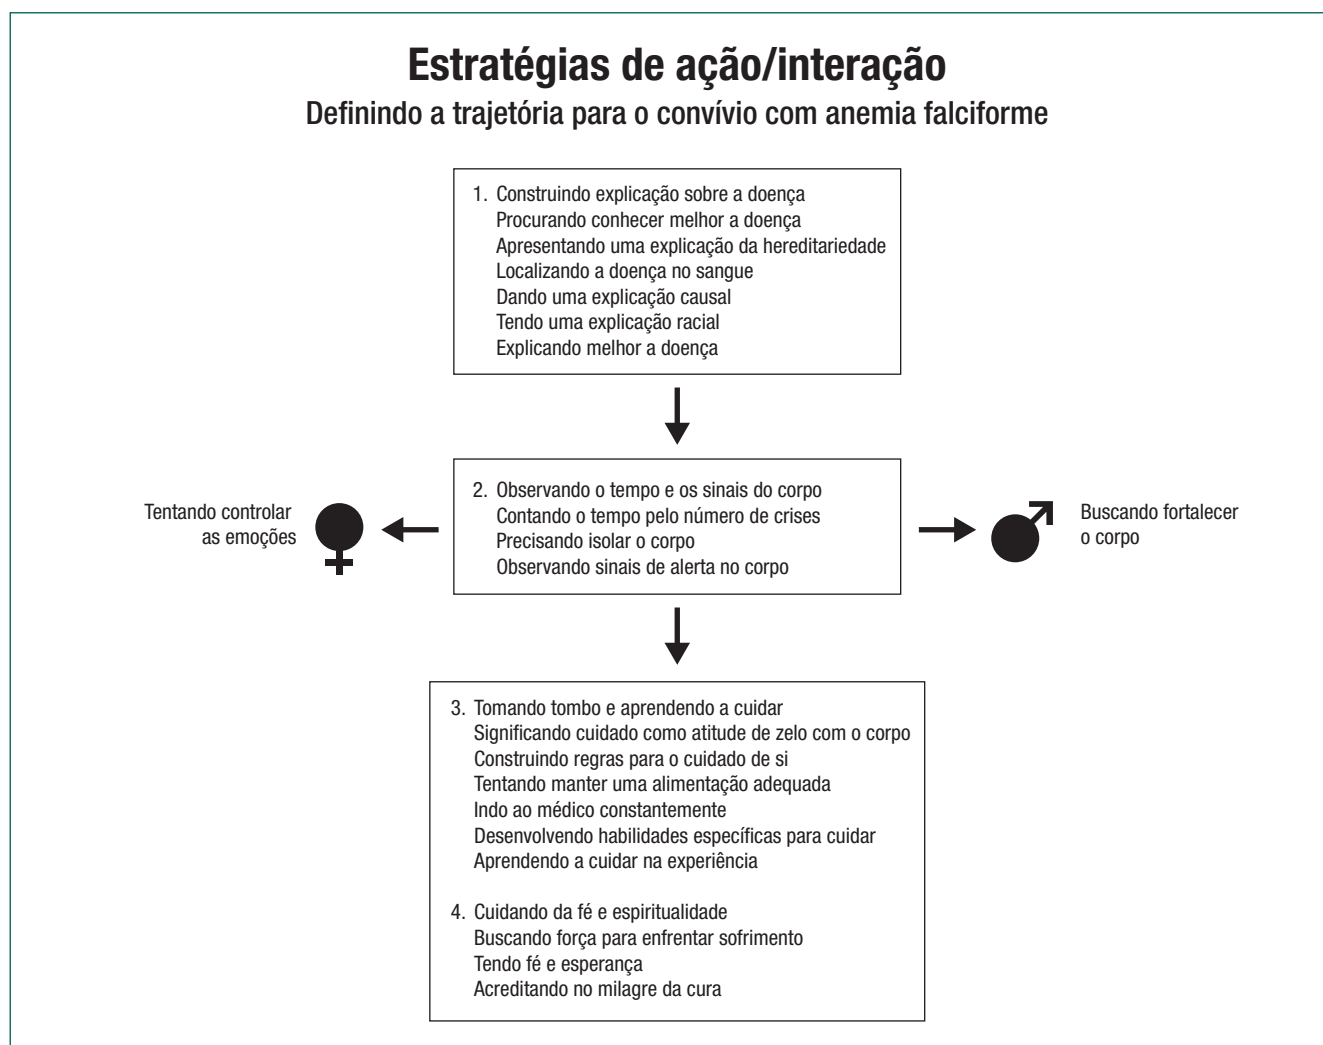 Estratégias de ação/interação
Definindo a trajetória para o convívio com anemia falciforme
1. Construindo explicação sobre a doença
Procurando conhecer melhor a doença
Apresentando uma explicação da hereditariedade
Localizando a doença no sangue
Dando uma explicação causal
Tendo uma explicação racial
Explicando melhor a doença
Tentando controlar
as emoções
2. Observando o tempo e os sinais do corpo
Contando o tempo pelo número de crises
Precisando isolar o corpo
Observando sinais de alerta no corpo
Buscando fortalecer
o corpo
3. Tomando tombo e aprendendo a cuidar
Significando cuidado como atitude de zelo com o corpo
Construindo regras para o cuidado de si
Tentando manter uma alimentação adequada
Indo ao médico constantemente
Desenvolvendo habilidades específicas para cuidar
Aprendendo a cuidar na experiência
4. Cuidando da fé e espiritualidade
Buscando força para enfrentar sofrimento
Tendo fé e esperança
Acreditando no milagre da cura